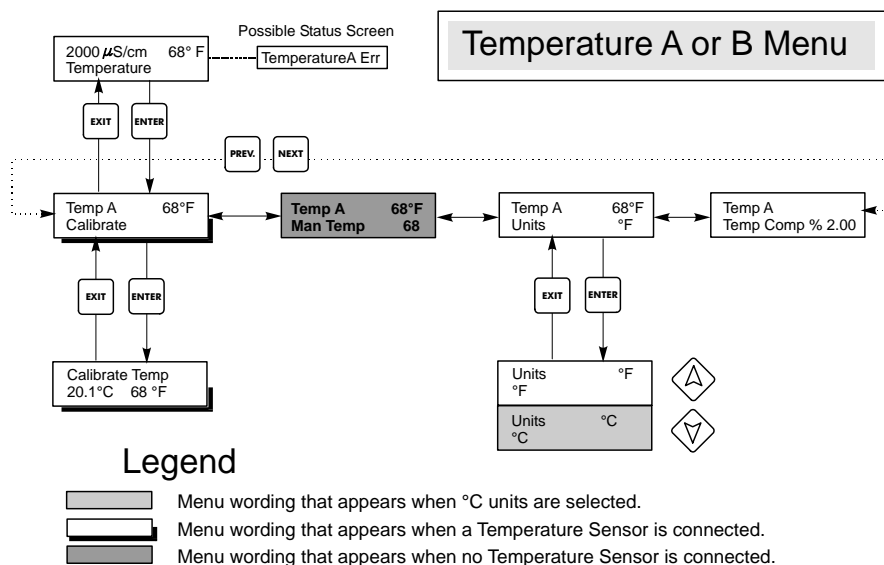 Temperature A or B Menu
Possible Status Screen
2000 µS/cm 68° F
Temperature
TemperatureA Err
EXIT
ENTER
PREV.
NEXT
Temp A 68°F
Calibrate
Temp A 68°F
Man Temp 68
Temp A 68°F
Units °F
Temp A
Temp Comp % 2.00
EXIT
ENTER
EXIT
ENTER
Calibrate Temp
20.1°C 68 °F
Units °F
°F
Units °C
°C
Legend
Menu wording that appears when °C units are selected.
Menu wording that appears when a Temperature Sensor is connected.
Menu wording that appears when no Temperature Sensor is connected.